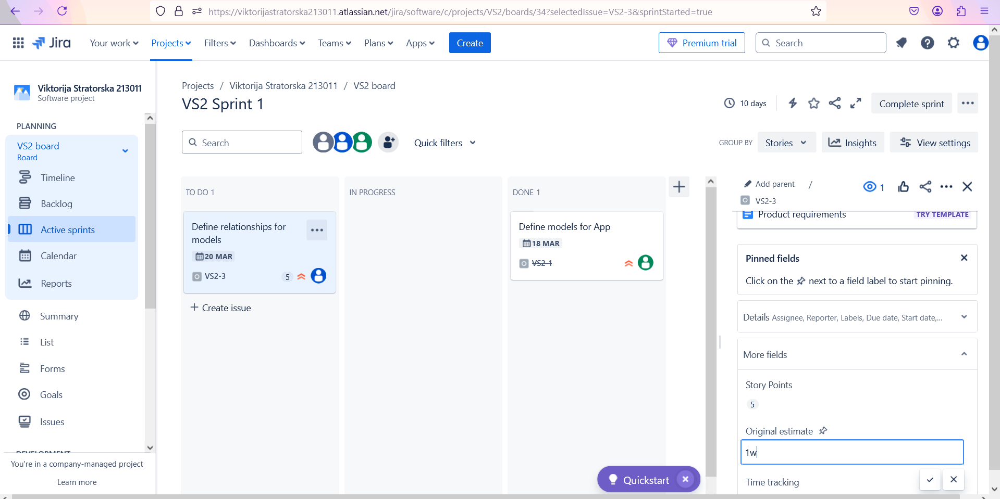 https://viktorijastratorska213011.atlassian.net/jira/software/c/projects/VS2/boards/34?selectedIssue=VS2-3&sprintStarted=true
Jira
Your work
Projects
Filters
Dashboards
Teams
Plans
Apps
Create
Premium trial
Search
Viktorija Stratorska 213011
Software project
PLANNING
VS2 board
Board
Timeline
Backlog
Active sprints
Calendar
Reports
Summary
List
Forms
Goals
Issues
DEVELOPMENT
You're in a company-managed project
Learn more
Projects / Viktorija Stratorska 213011 / VS2 board
VS2 Sprint 1
10 days
Complete sprint
Search
Quick filters
GROUP BY
Stories
Insights
View settings
TO DO 1
Define relationships for
models
20 MAR
VS2-3
5
Create issue
IN PROGRESS
DONE 1
Define models for App
18 MAR
VS2-1
Add parent /
1
VS2-3
Product requirements
TRY TEMPLATE
Pinned fields
Click on the next to a field label to start pinning.
Details Assignee, Reporter, Labels, Due date, Start date,...
More fields
Story Points
5
Original estimate
1w
Time tracking
Quickstart